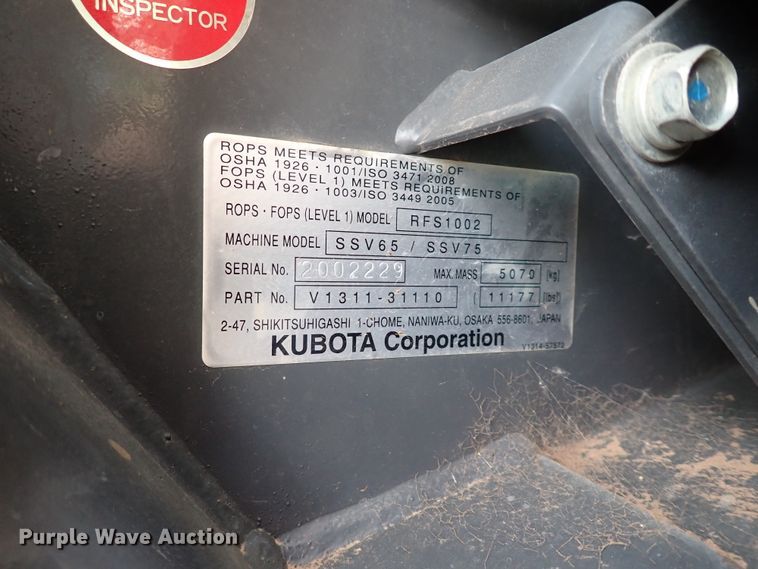 INSPECTOR
ROPS MEETS REQUIREMENTS OF
OSHA 1926・1001/ISO 3471 2008
FOPS (LEVEL 1) MEETS REQUIREMENTS OF
OSHA 1926・1003/ISO 3449 2005
ROPS・FOPS (LEVEL 1) MODEL RFS1002
MACHINE MODEL SSV65 / SSV75
SERIAL No. 2002229 MAX. MASS 5070 [kg]
PART No. V1311-31110 [ 11177 [lbs]
2-47, SHIKITSUHIGASHI 1-CHOME, NANIWA-KU, OSAKA 556-8601, JAPAN
KUBOTA Corporation
Purple Wave Auction®